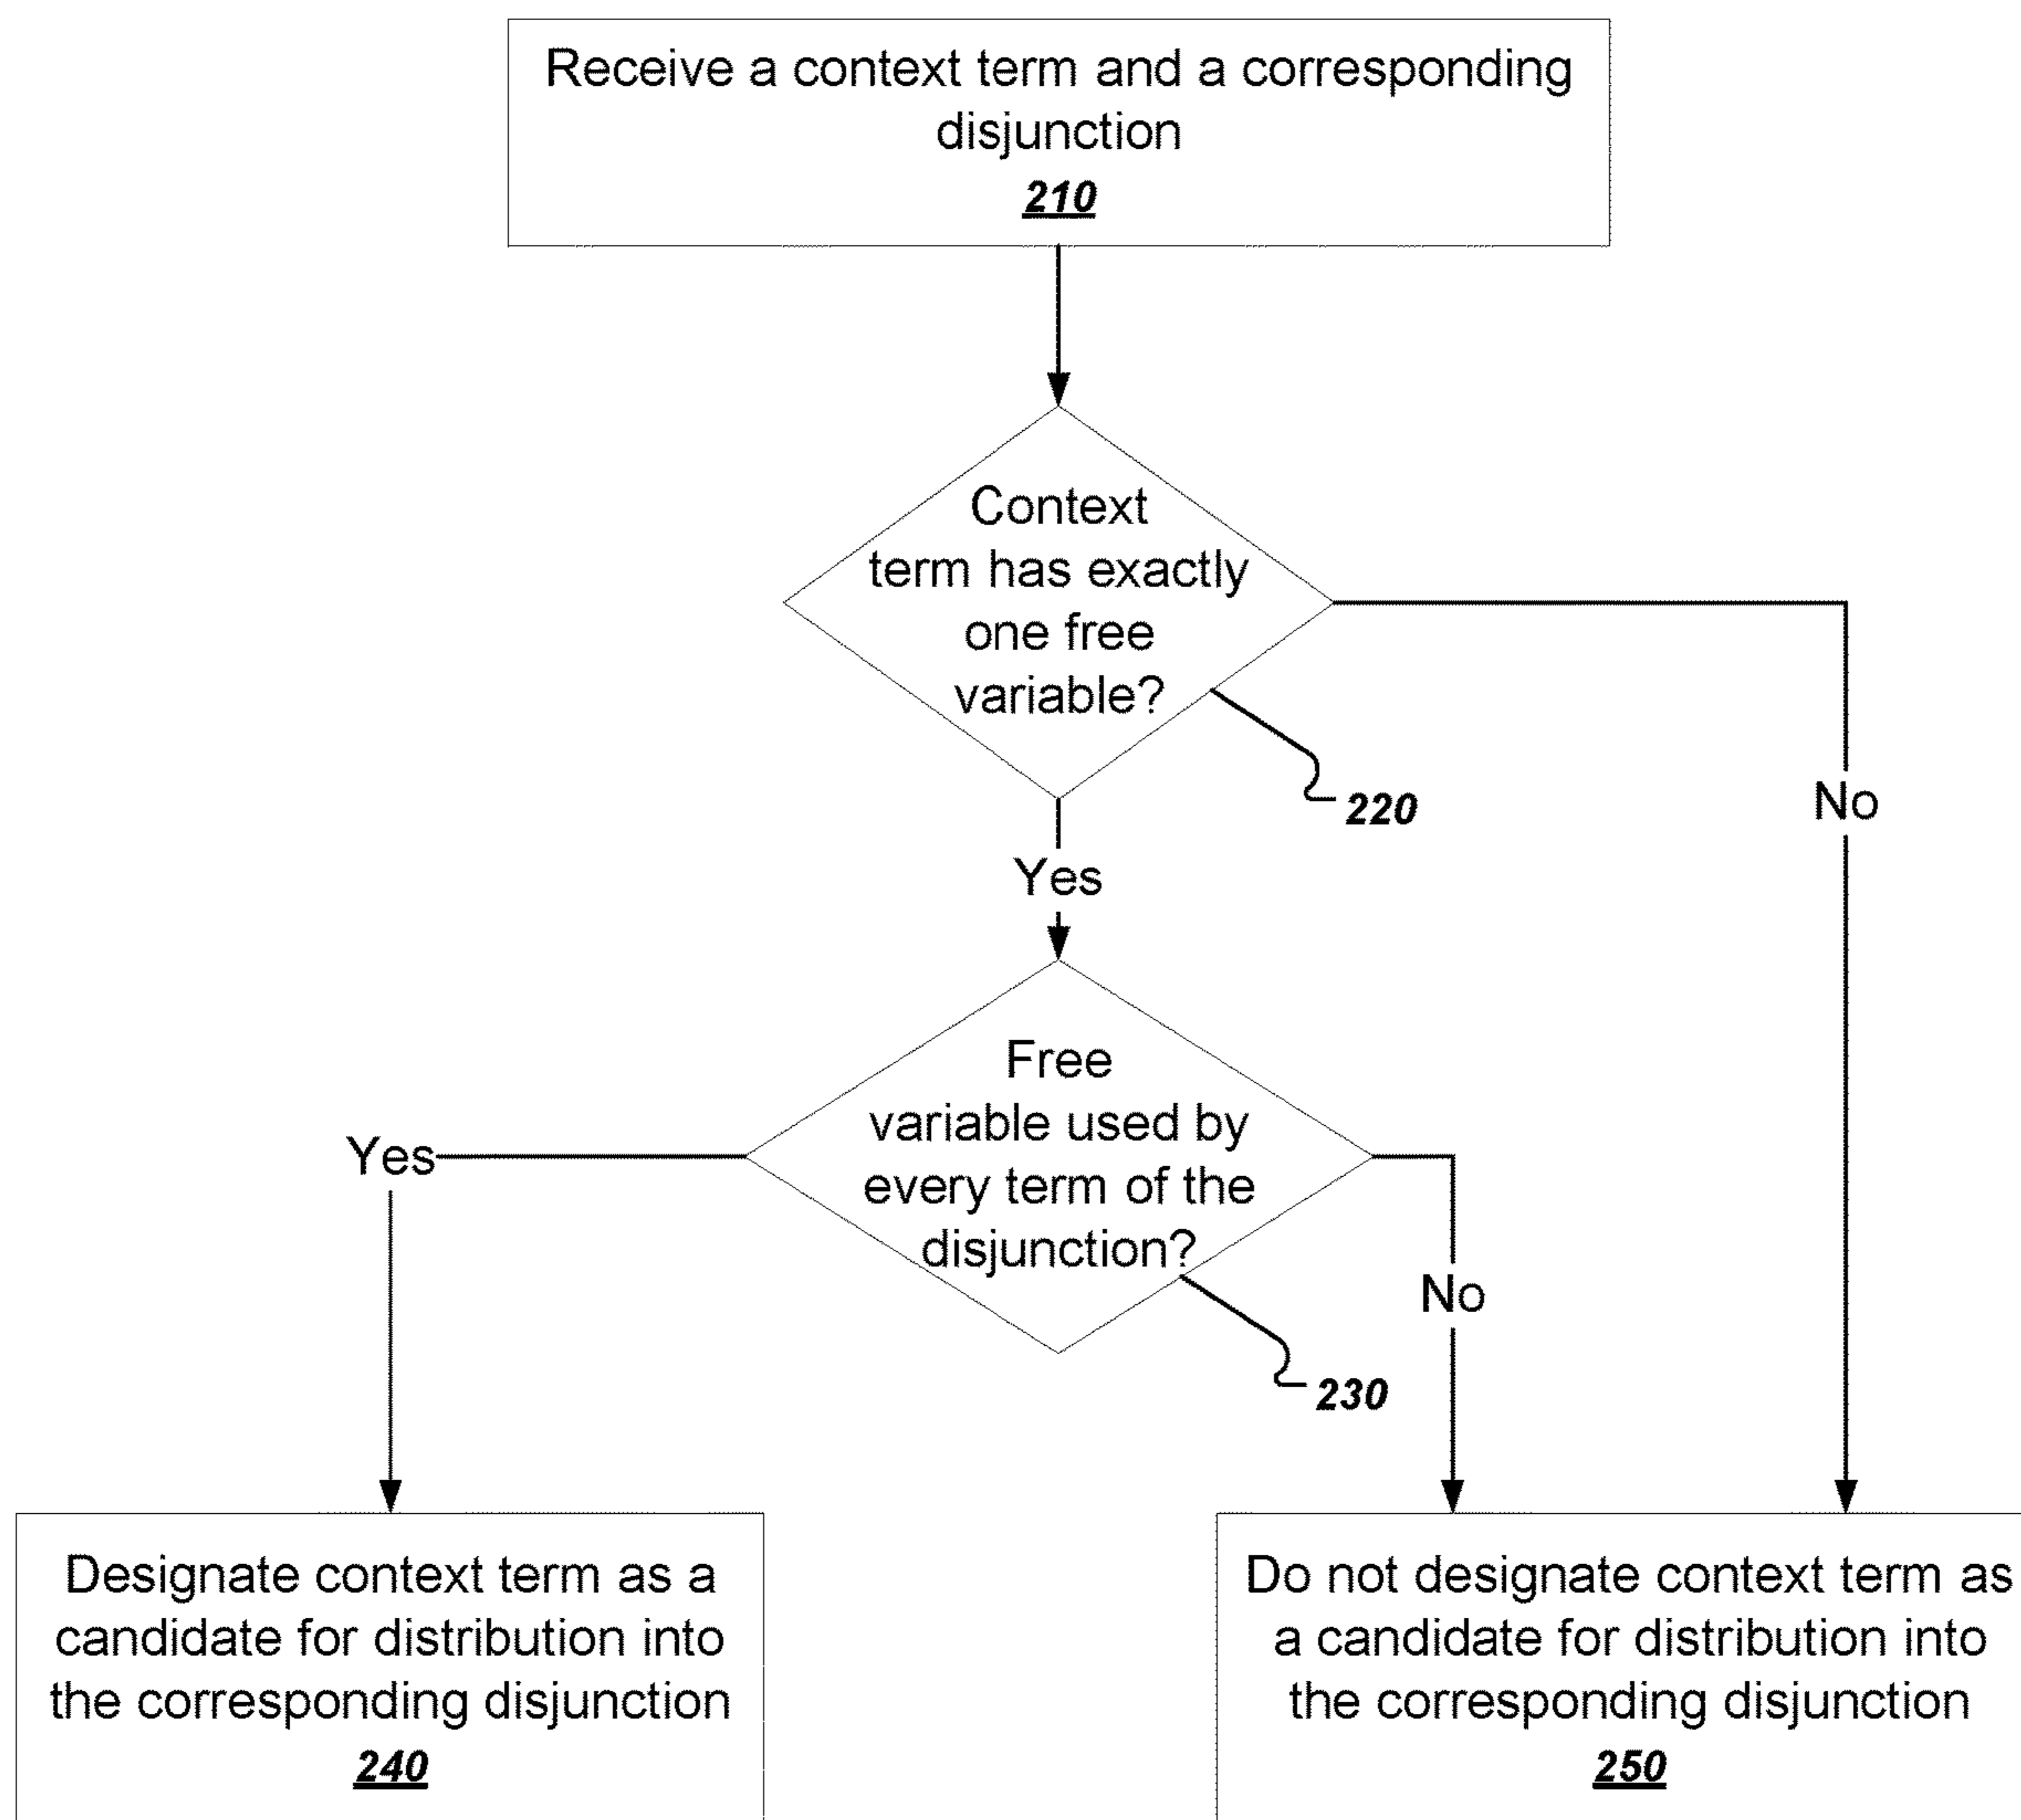 Receive a context term and a corresponding
disjunction
210
Context
term has exactly
one free
variable?
220
No
Yes
Free
variable used by
every term of the
disjunction?
Yes
No
230
Designate context term as a
candidate for distribution into
the corresponding disjunction
240
Do not designate context term as
a candidate for distribution into
the corresponding disjunction
250